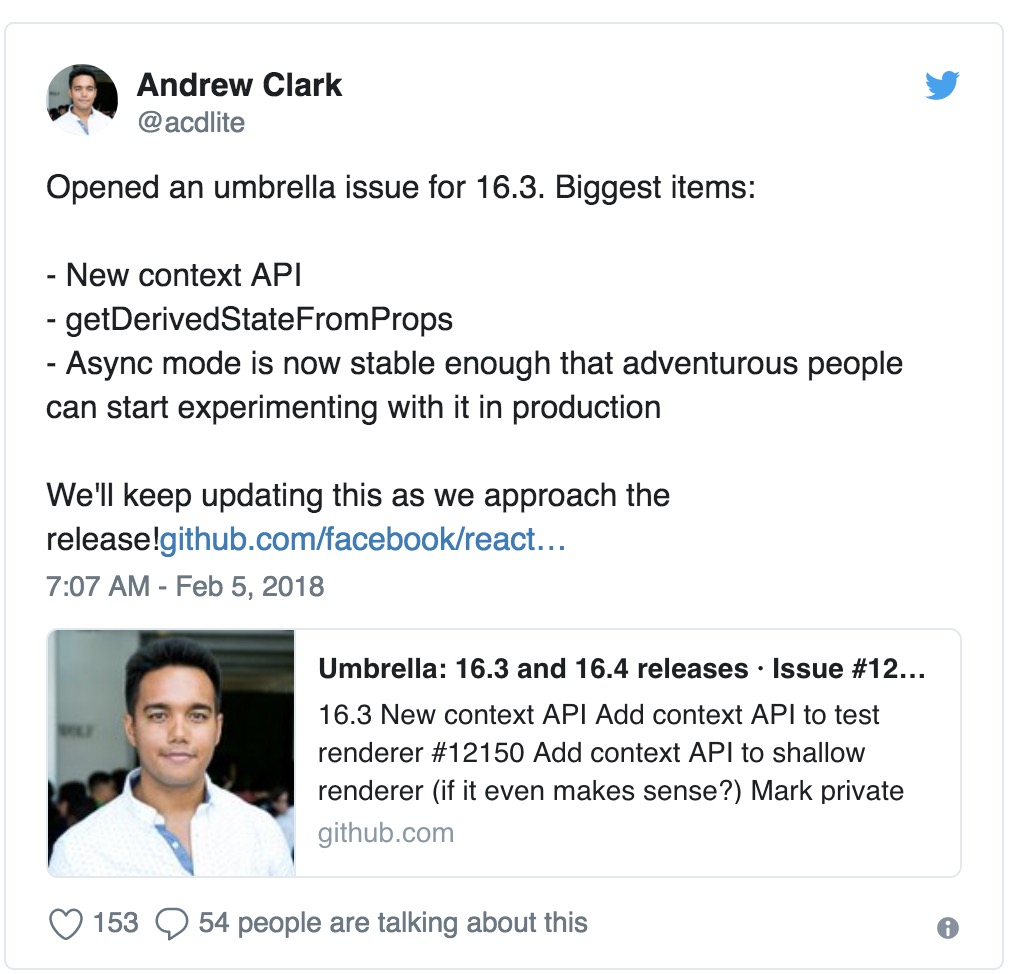 Andrew Clark
@acdlite
Opened an umbrella issue for 16.3. Biggest items:
- New context API
- getDerivedStateFromProps
- Async mode is now stable enough that adventurous people
can start experimenting with it in production
We'll keep updating this as we approach the
release!github.com/facebook/react…
7:07 AM - Feb 5, 2018
Umbrella: 16.3 and 16.4 releases · Issue #12…
16.3 New context API Add context API to test
renderer #12150 Add context API to shallow
renderer (if it even makes sense?) Mark private
github.com
153 54 people are talking about this